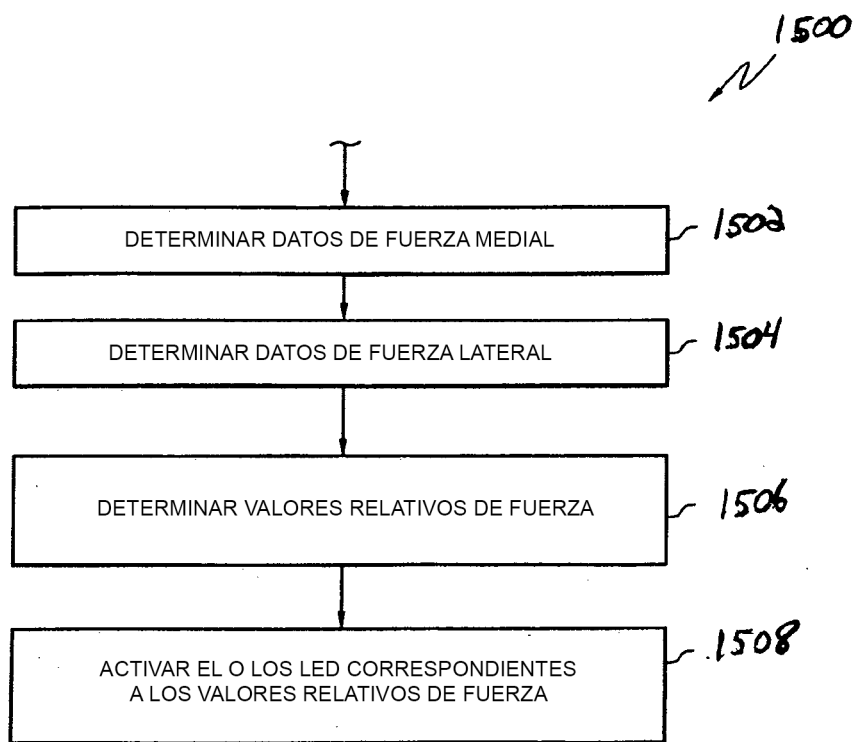 1500
DETERMINAR DATOS DE FUERZA MEDIAL
1502
DETERMINAR DATOS DE FUERZA LATERAL
1504
DETERMINAR VALORES RELATIVOS DE FUERZA
1506
ACTIVAR EL O LOS LED CORRESPONDIENTES
A LOS VALORES RELATIVOS DE FUERZA
1508